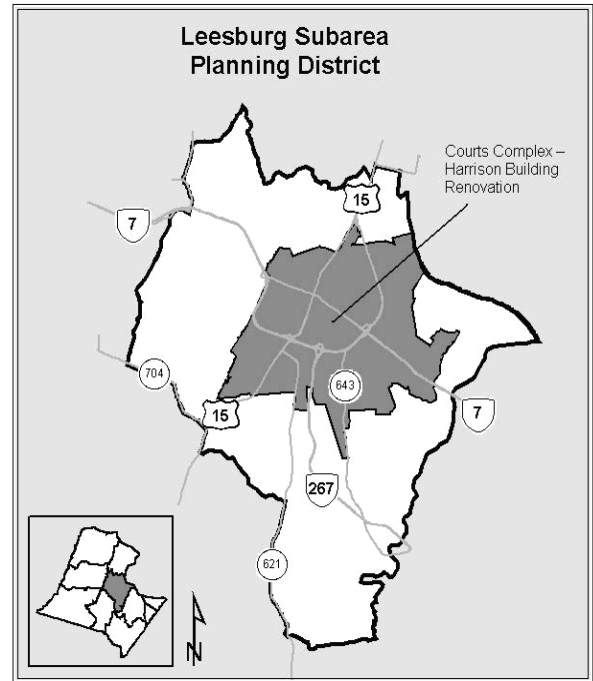 Leesburg Subarea
Planning District
Courts Complex –
Harrison Building
Renovation
15
7
704
643
15
7
267
621
N